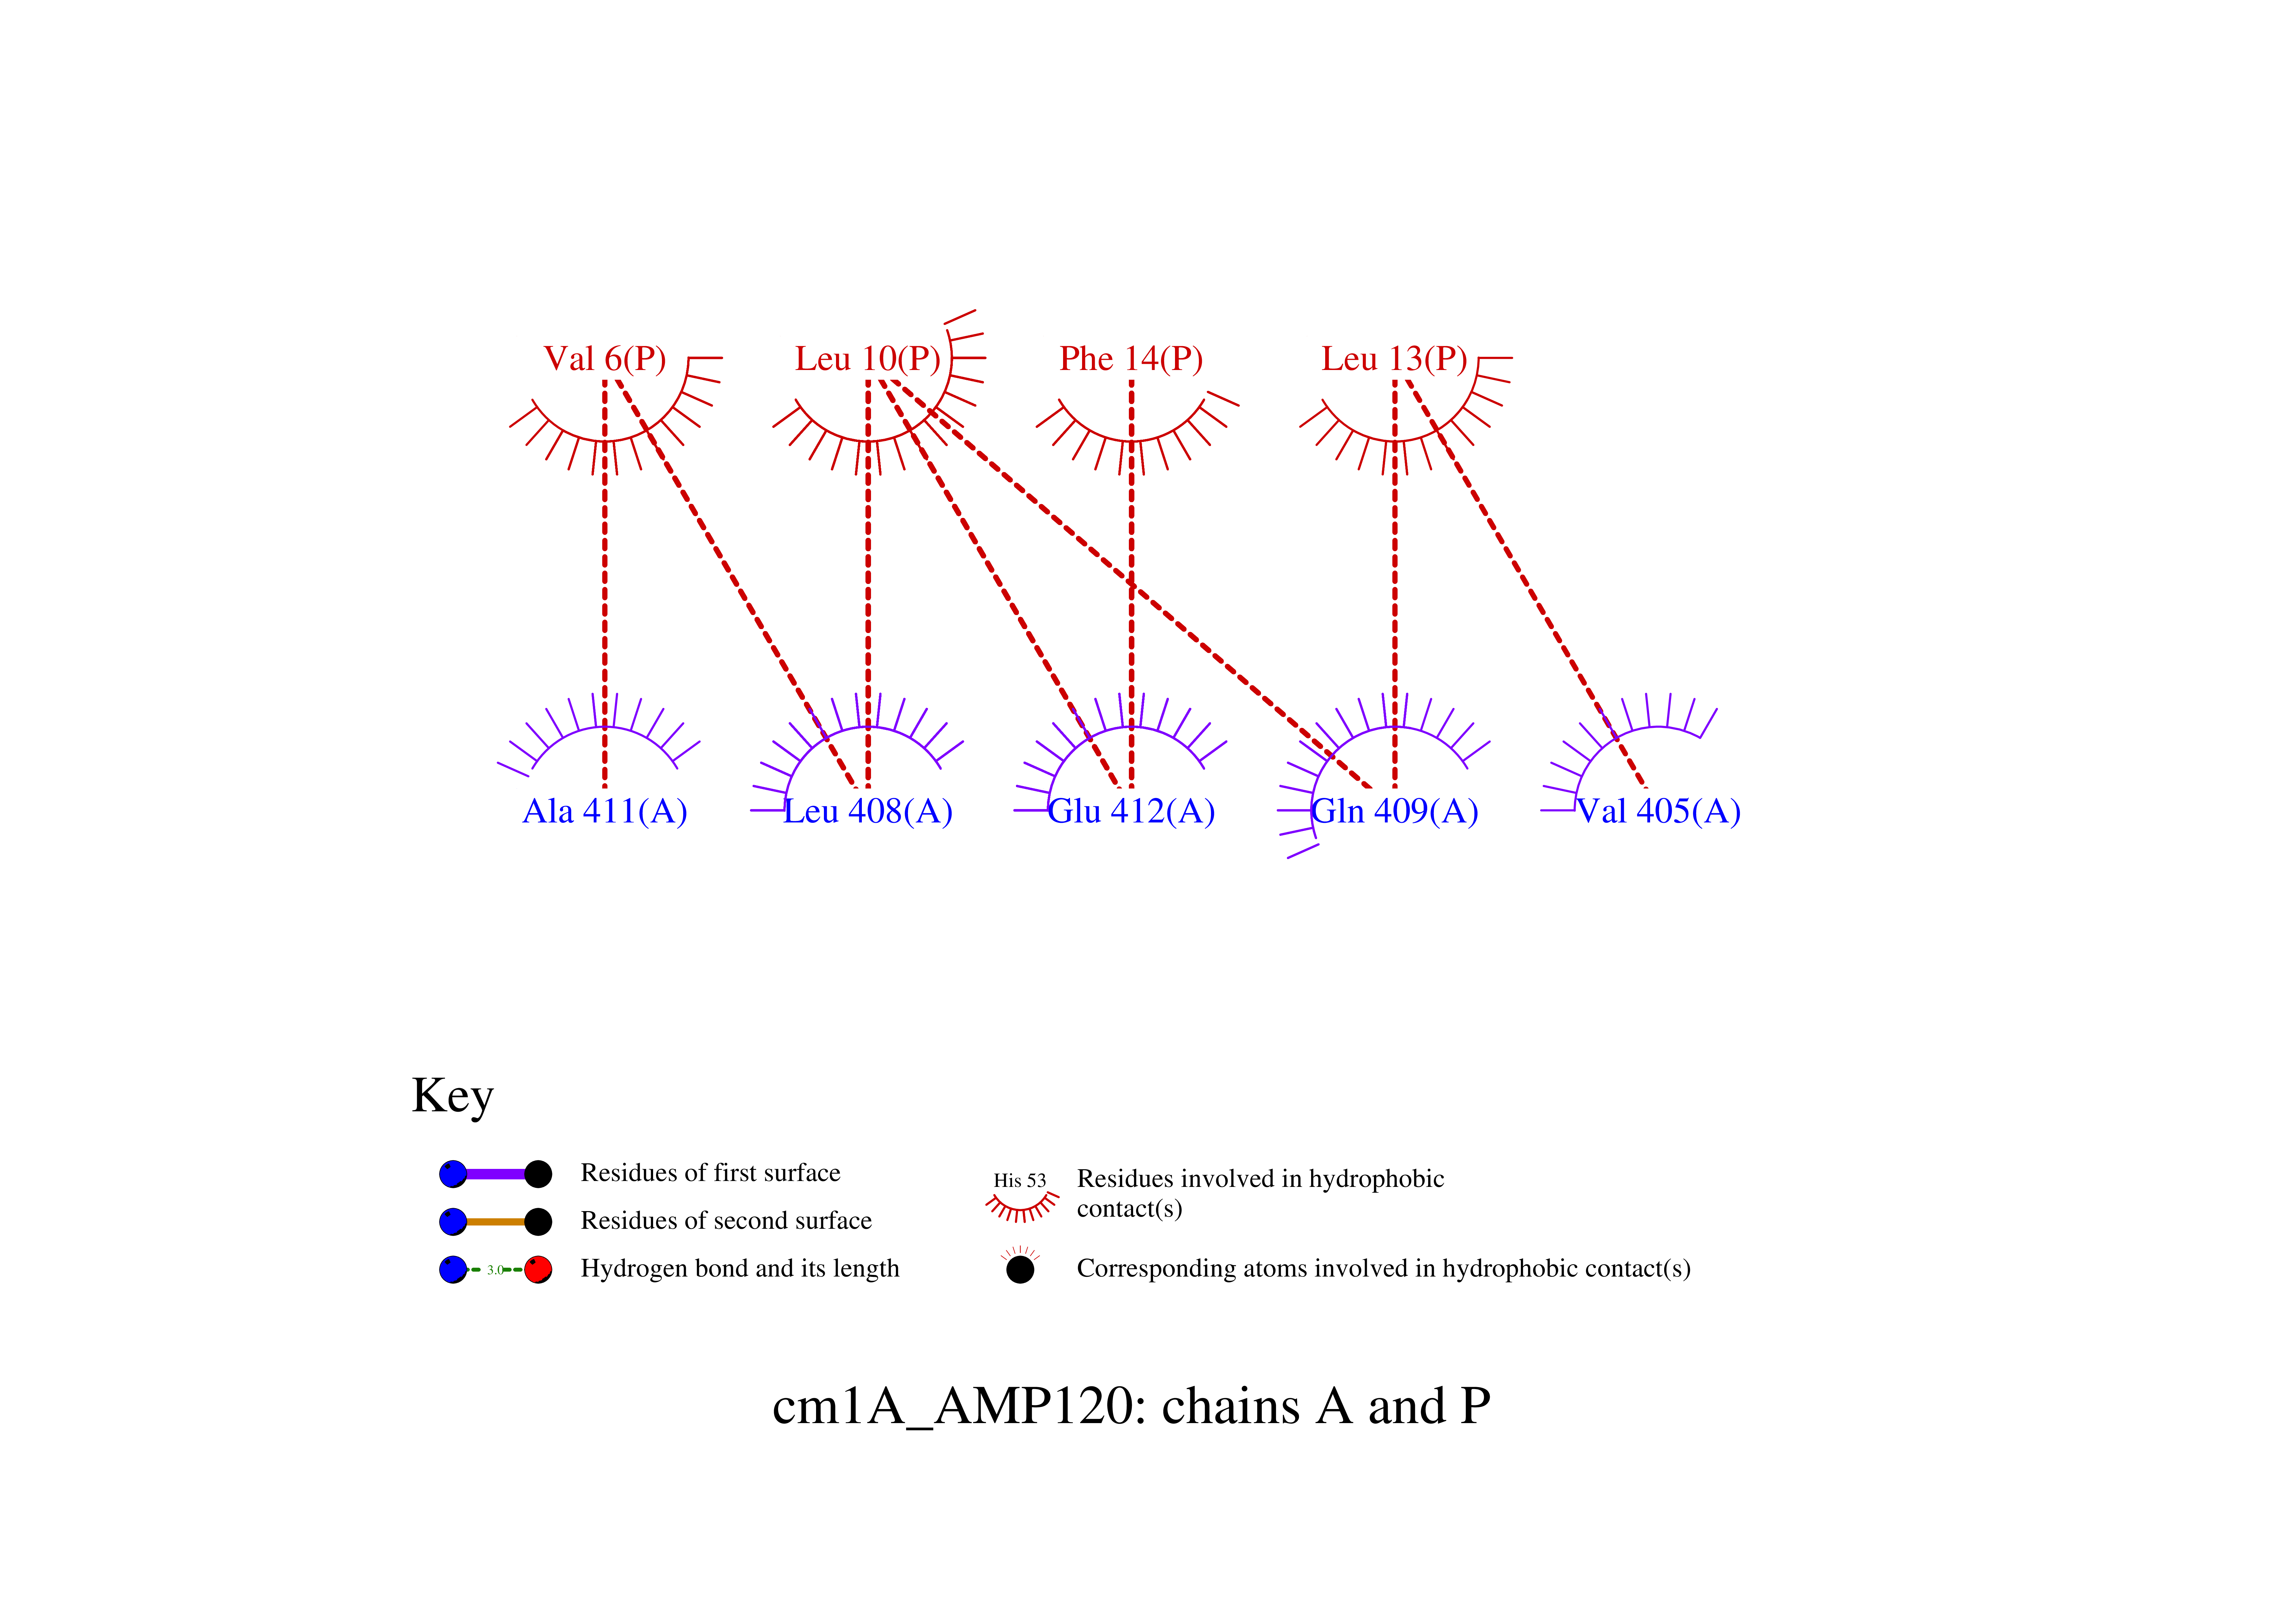 Val 6(P) Leu 10(P) Phe 14(P) Leu 13(P)
Ala 411(A) Leu 408(A) Glu 412(A) Gln 409(A) Val 405(A)
Key
Residues of first surface
Residues of second surface
3.0 Hydrogen bond and its length
His 53 Residues involved in hydrophobic
contact(s)
Corresponding atoms involved in hydrophobic contact(s)
cm1A_AMP120: chains A and P